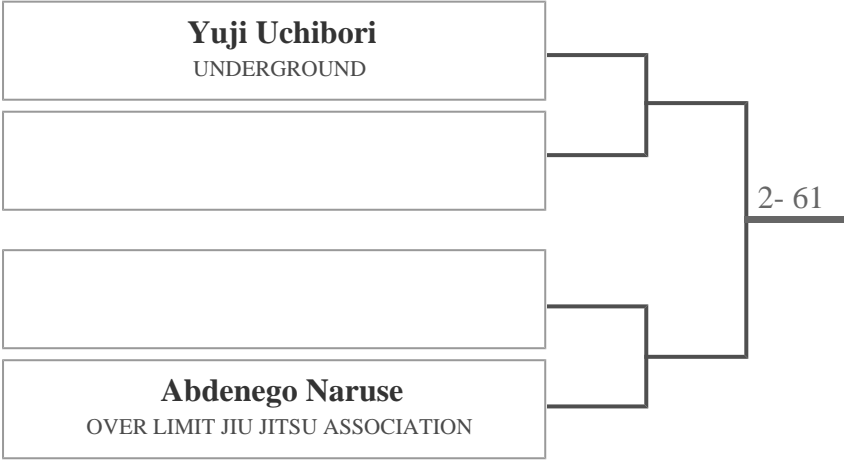 Yuji Uchibori
UNDERGROUND
2- 61
Abdenego Naruse
OVER LIMIT JIU JITSU ASSOCIATION